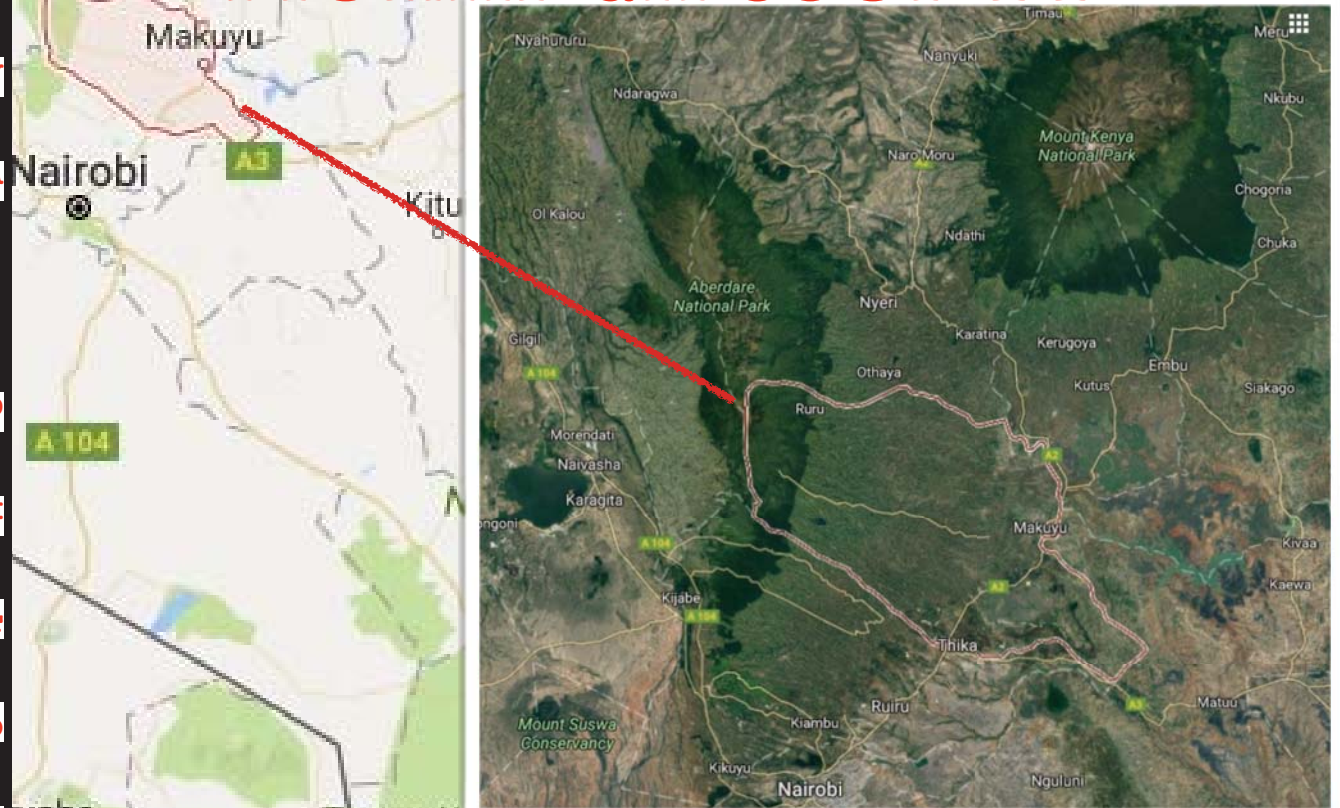 Makuyu
Nairobi
A3
A 104
Timau
Meru
Nyahururu
Nanyuki
Ndaragwa
Nkubu
Mount Kenya
National Park
Naro Moru
Chogoria
Ol Kalou
Ndathi
Chuka
Aberdare
National Park
Nyeri
Karatina
Kerugoya
Gilgil
A 104
Othaya
Embu
Kutus
Siakago
Ruru
Morendati
A2
Naivasha
Karagita
Makuyu
A 104
Kivaa
A2
Kaewa
Kijabe
A 104
Thika
Ruiru
A3
Matuu
Mount Suswa
Conservancy
Kiambu
Kikuyu
Nguluni
Nairobi